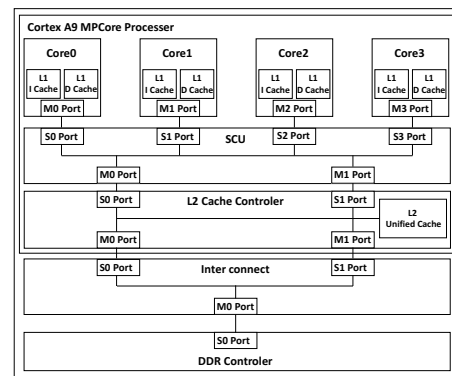 Cortex A9 MPCore Processer
Core0 Core1 Core2 Core3
L1 L1 L1 L1 L1 L1 L1 L1
I Cache D Cache I Cache D Cache I Cache D Cache I Cache D Cache
M0 Port M1 Port M2 Port M3 Port
S0 Port S1 Port S2 Port S3 Port
SCU
M0 Port M1 Port
S0 Port S1 Port
L2 Cache Controler
L2
Unified Cache
M0 Port M1 Port
S0 Port Inter connect S1 Port
M0 Port
S0 Port
DDR Controler